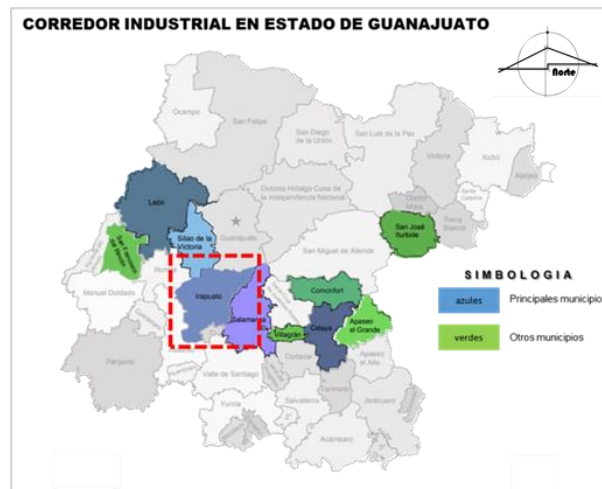 CORREDOR INDUSTRIAL EN ESTADO DE GUANAJUATO
Norte
Ocampo
San Felipe
San Diego
de la Unión
San Luis de la Paz
Victoria
Xichú
Atarjea
Santa
Catarina
Doctor
Mora
Tierra
Blanca
Dolores Hidalgo Cuna de
la Independencia Nacional
León
Guanajuato
San José
Iturbide
Silao de la
Victoria
San Francisco
del Rincón
San Miguel de Allende
SIMBOLOGIA
Manuel Doblado
Irapuato
Salamanca
Comonfort
azules
Principales municipio
Apaseo
el Grande
Villagrán
Celaya
verdes
Otros municipios
Pénjamo
Cortazar
Apaseo
el Alto
Valle de Santiago
Tarimoro
Jerécuaro
Yuriria
Salvatierra
Acámbaro